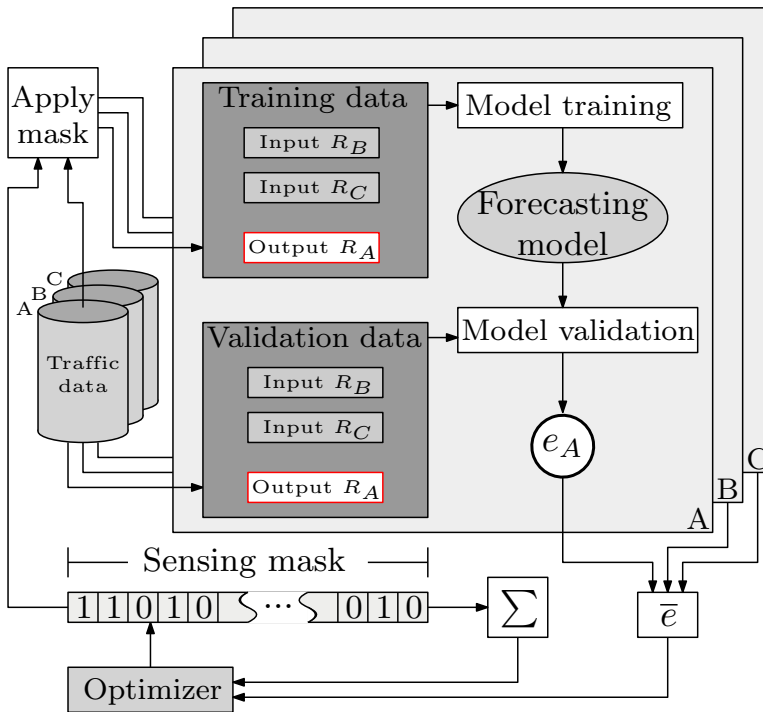 Apply
mask
Training data
Input R_B
Input R_C
Output R_A
Model training
Forecasting
model
C
B
A
Traffic
data
Validation data
Input R_B
Input R_C
Output R_A
Model validation
e_A
C
B
A
Sensing mask
1 1 0 1 0 ... 0 1 0
∑
e̅
Optimizer